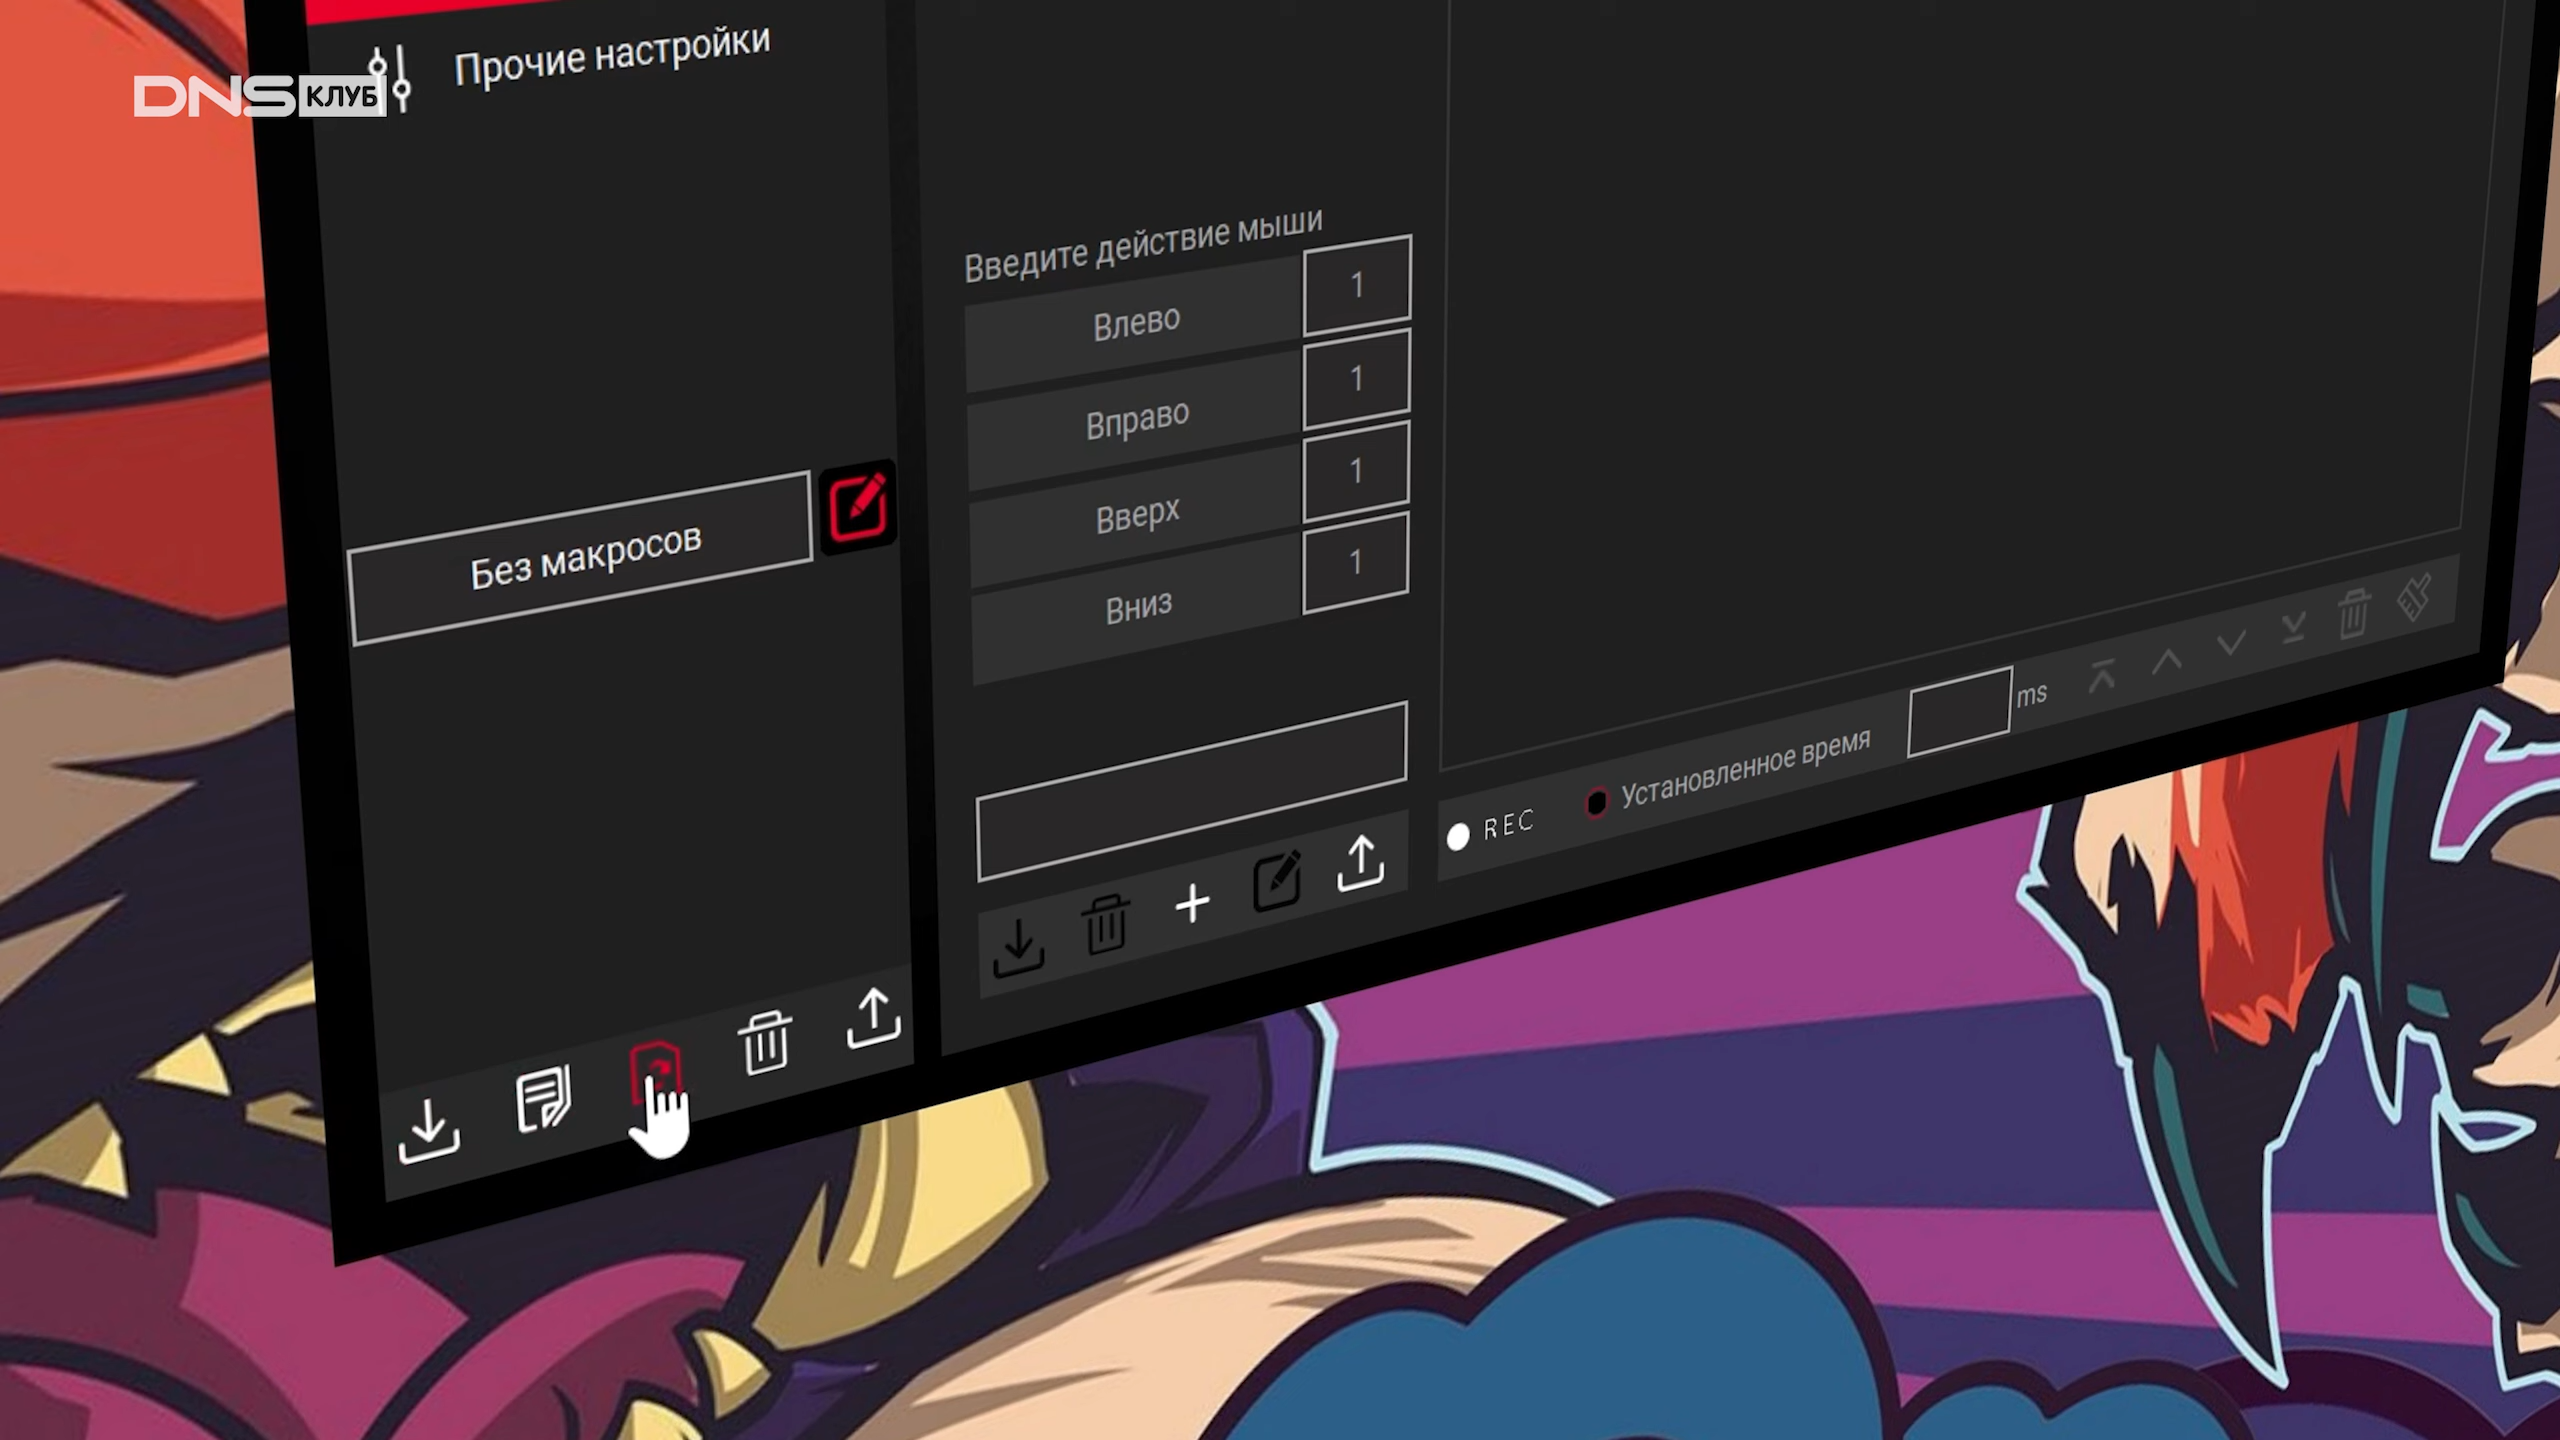 Прочие настройки
DNS КЛУБ
Введите действие мыши
Влево 1
Вправо 1
Вверх 1
Вниз 1
Без макросов
REC Установленное время ms